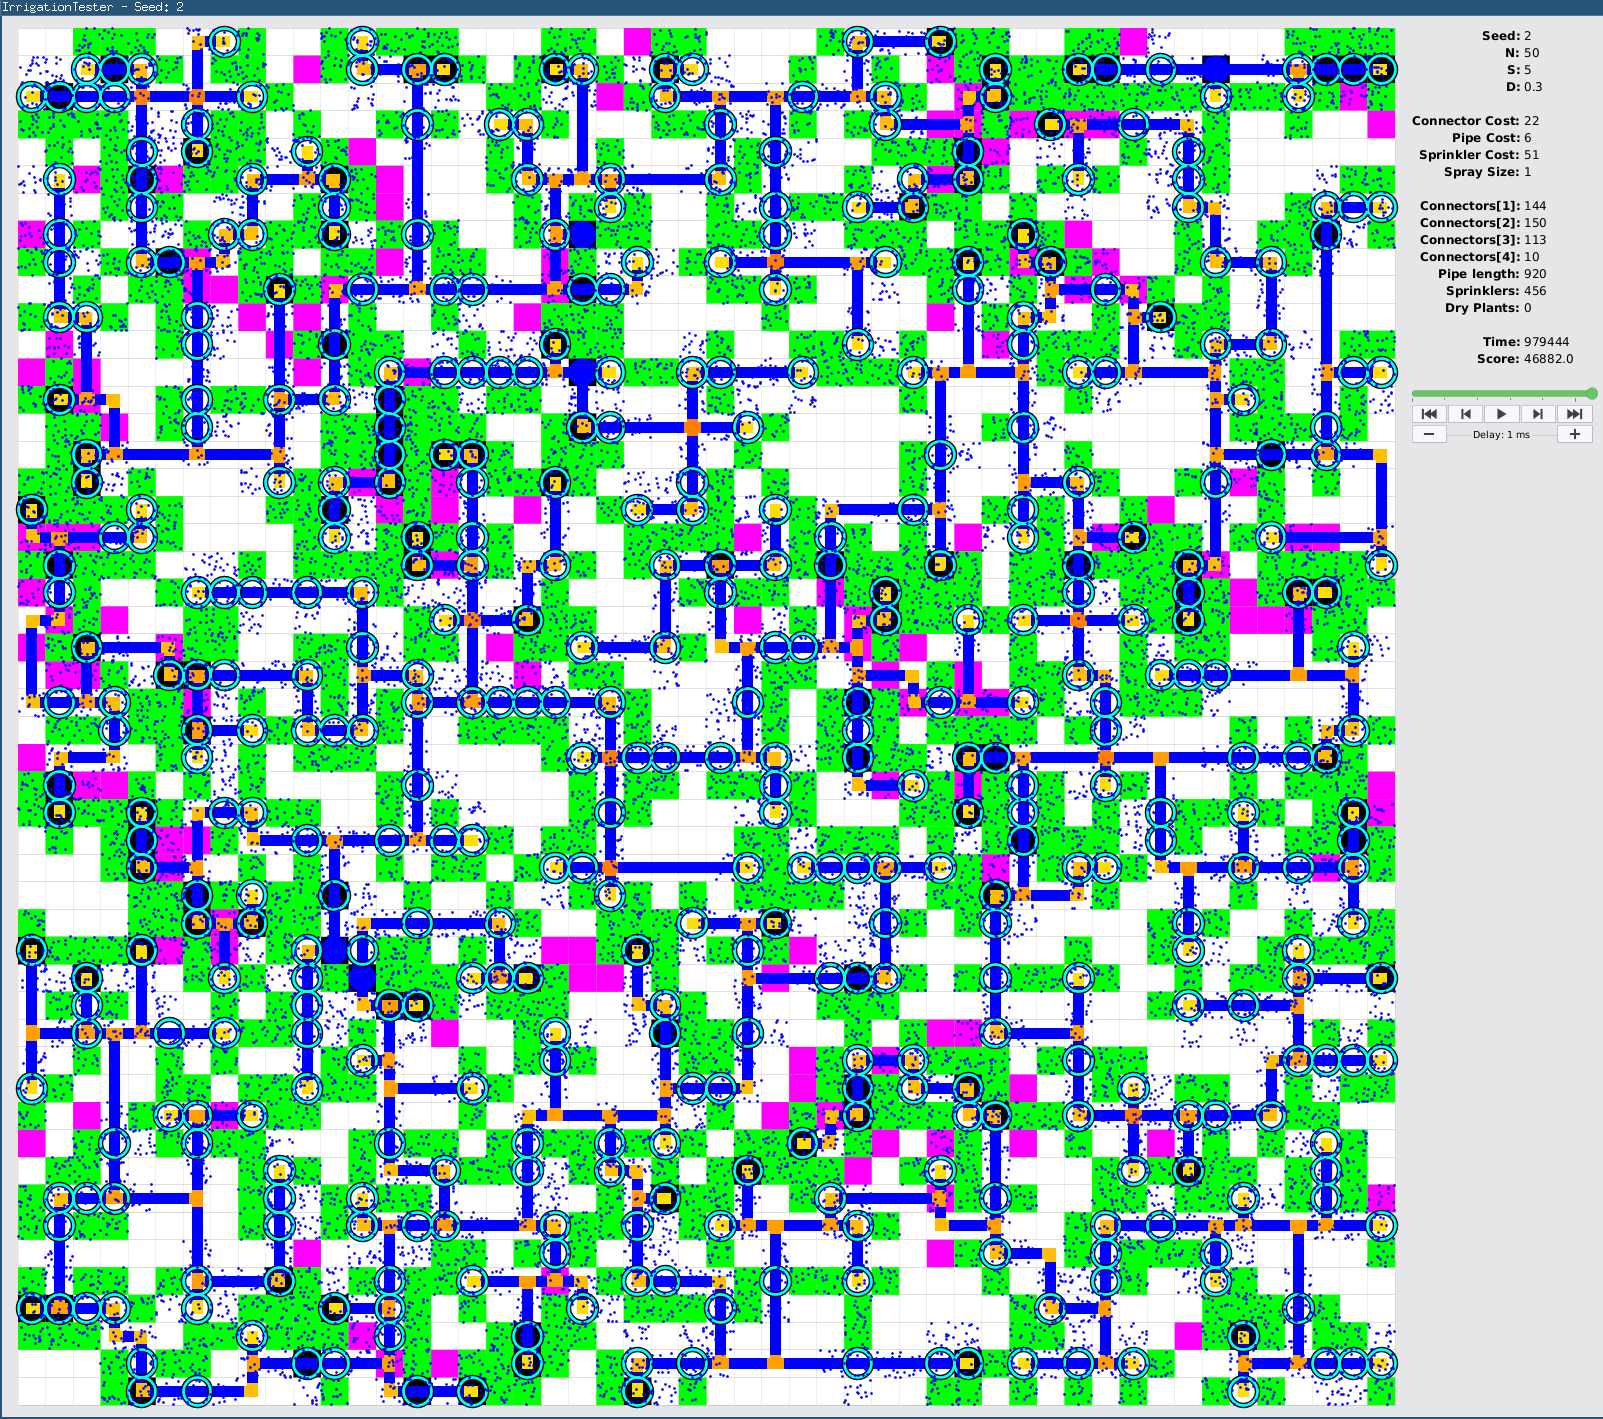 IrrigationTester - Seed: 2
Seed: 2
N: 50
S: 5
D: 0.3
Connector Cost: 22
Pipe Cost: 6
Sprinkler Cost: 51
Spray Size: 1
Connectors[1]: 144
Connectors[2]: 150
Connectors[3]: 113
Connectors[4]: 10
Pipe length: 920
Sprinklers: 456
Dry Plants: 0
Time: 979444
Score: 46882.0
Delay: 1 ms